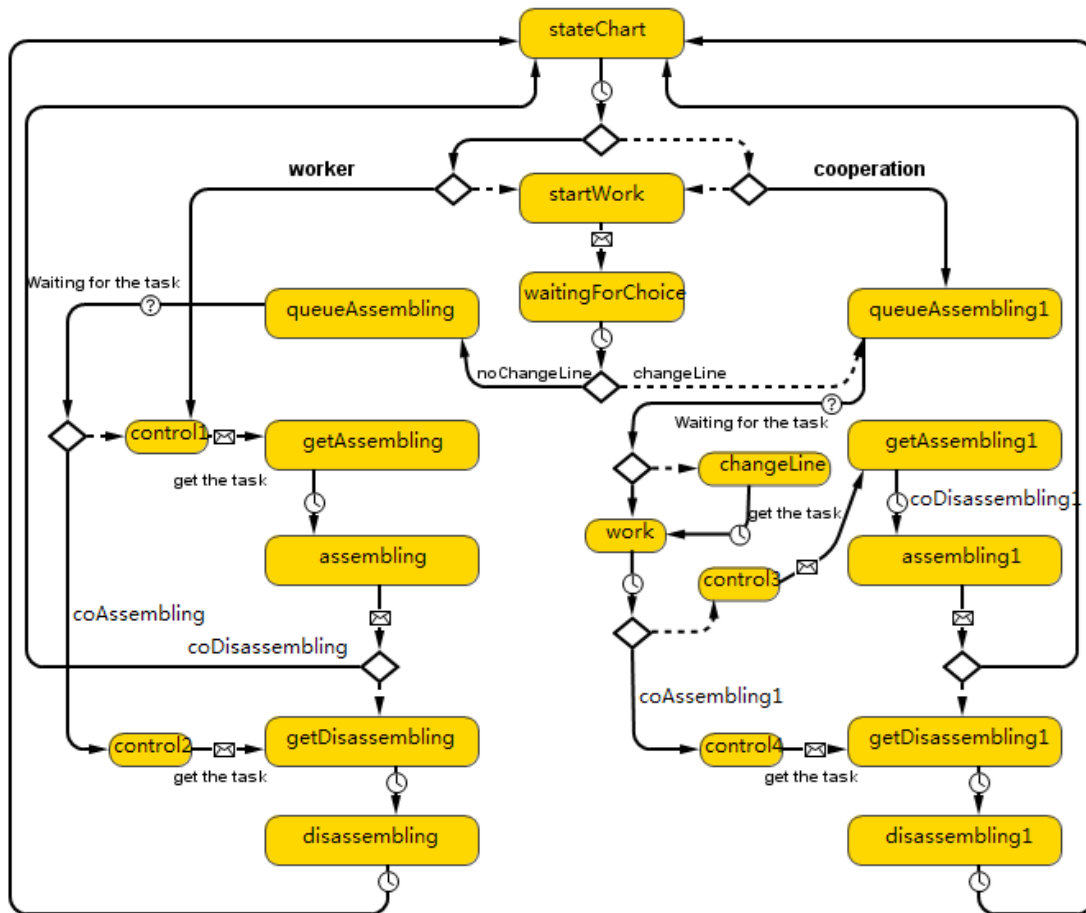 stateChart
worker
cooperation
startWork
Waiting for the task
waitingForChoice
queueAssembling
queueAssembling1
noChangeLine
changeLine
Waiting for the task
control1
getAssembling
getAssembling1
changeLine
get the task
coDisassembling1
get the task
work
assembling
assembling1
control3
coAssembling
coDisassembling
coAssembling1
control2
getDisassembling
control4
getDisassembling1
get the task
get the task
disassembling
disassembling1